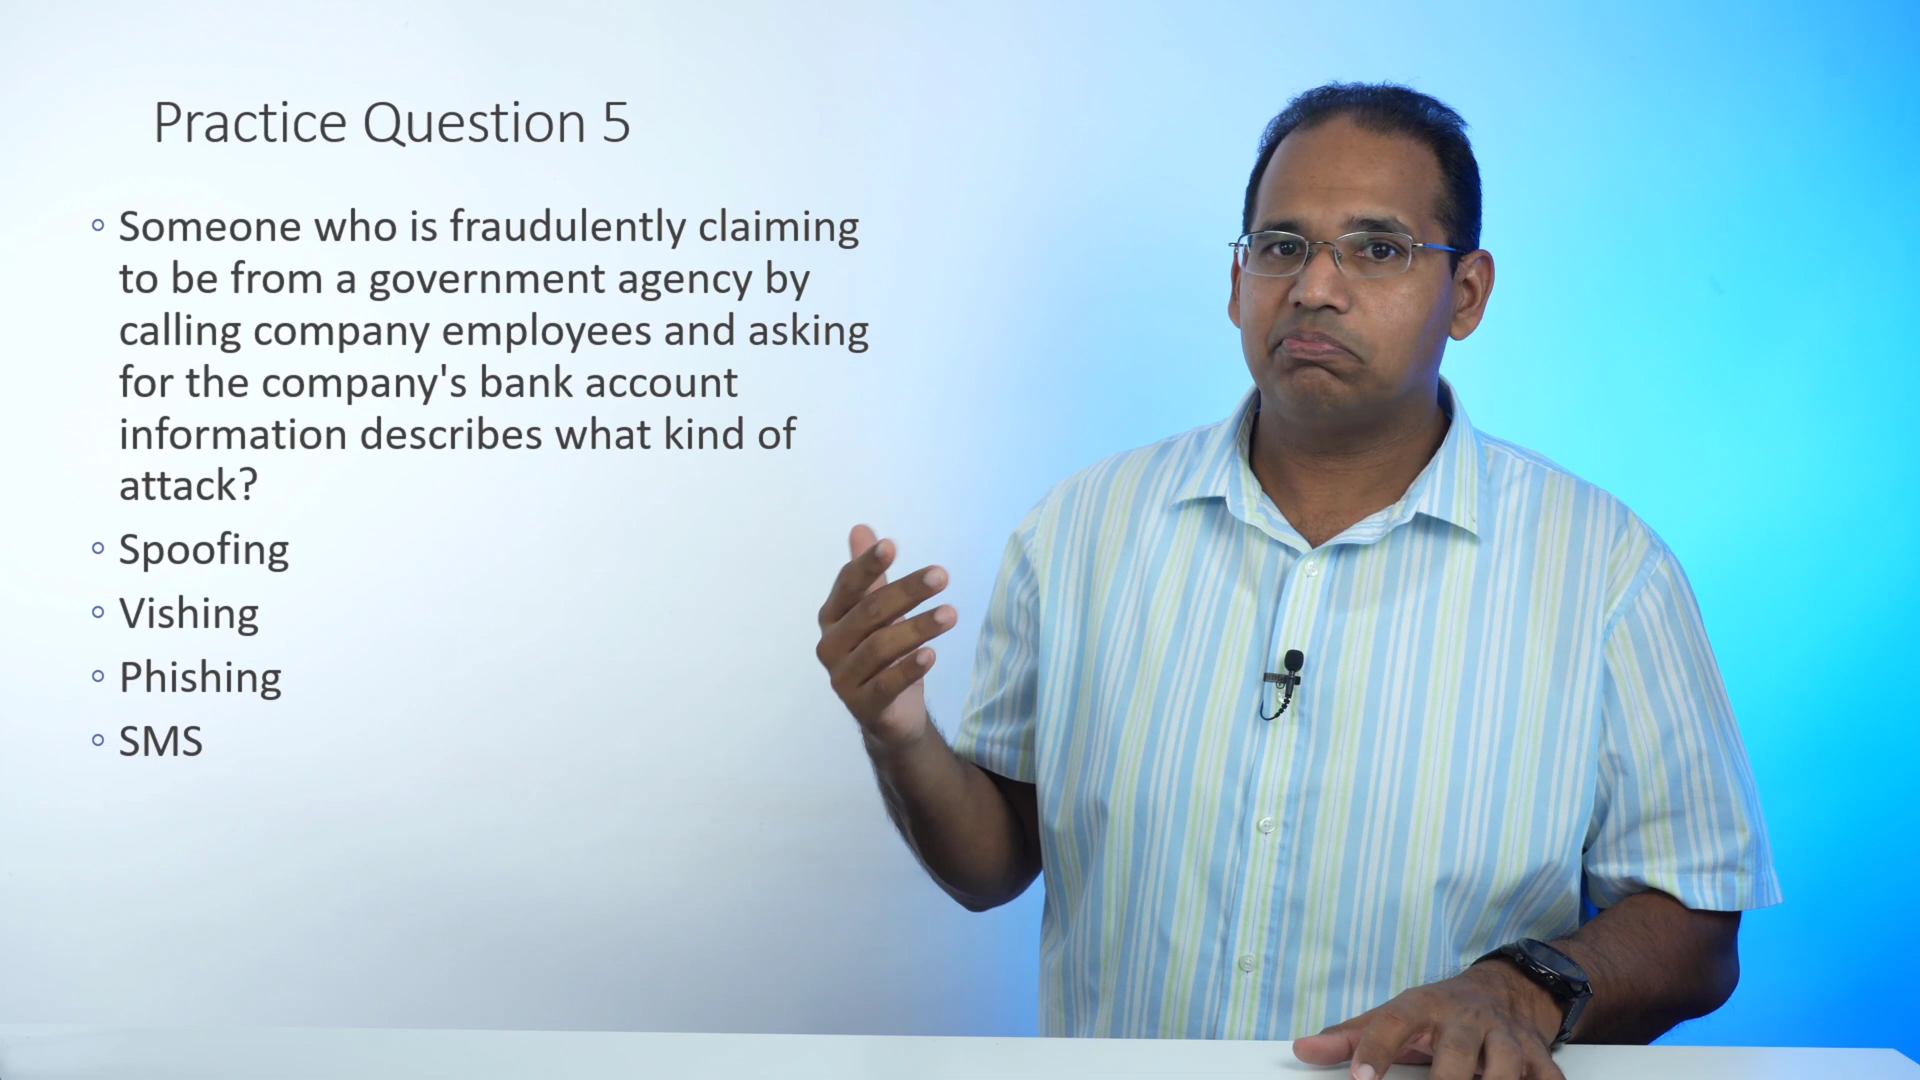 Practice Question 5
Someone who is fraudulently claiming
to be from a government agency by
calling company employees and asking
for the company's bank account
information describes what kind of
attack?
Spoofing
Vishing
Phishing
SMS